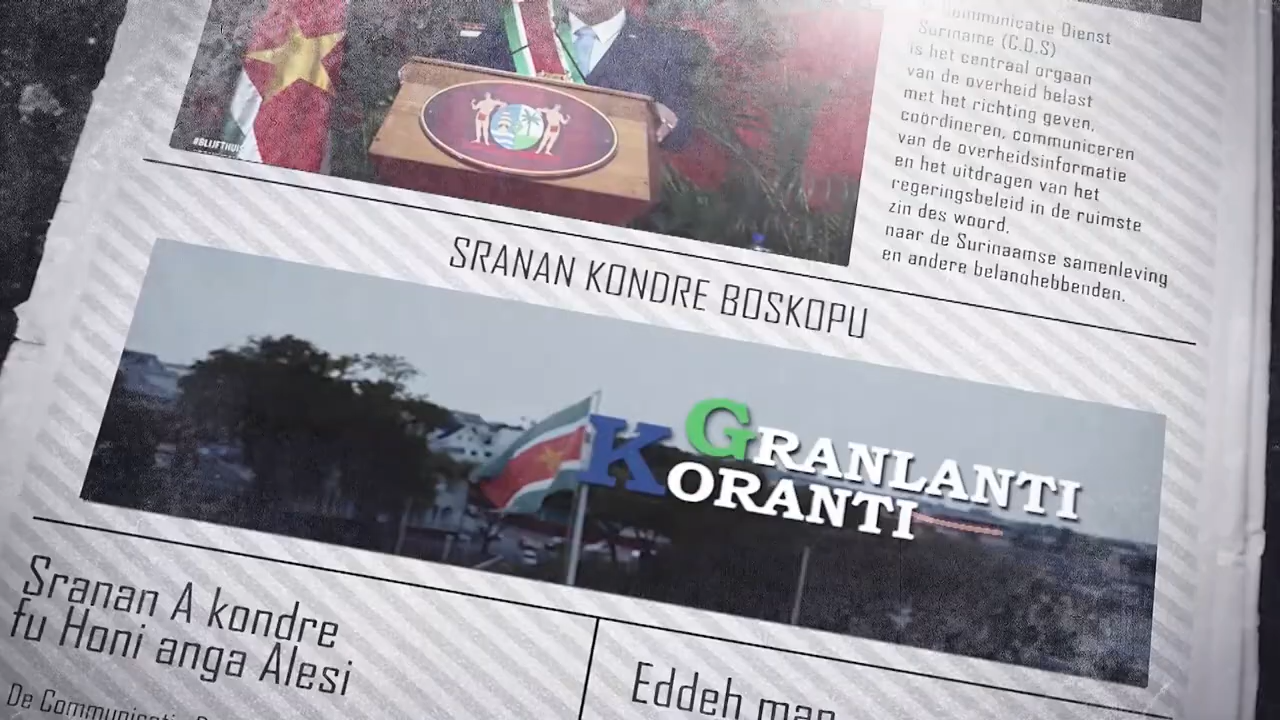 Communicatie Dienst
Suriname (C.D.S)
is het centraal orgaan
van de overheid belast
met het richting geven,
coördineren, communiceren
van de overheidsinformatie
en het uitdragen van het
regeringsbeleid in de ruimste
zin des woord.
naar de Surinaamse samenleving
en andere belanghebbenden.
#BLIJFTHUIS
SRANAN KONDRE BOSKOPU
GRANLANTI
KORANTI
Sranan A kondre
fu Honi anga Alesi
De
Eddeh man